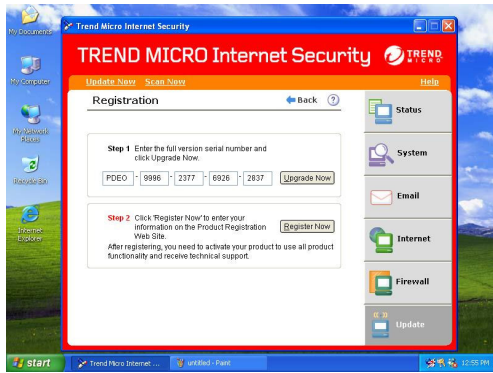 My Documents
My Computer
My Network
Places
Recycle Bin
Internet
Explorer
Trend Micro Internet Security
TREND MICRO Internet Security
TREND
MICRO
Update Now Scan Now Help
Registration
Back ?
Step 1 Enter the full version serial number and
click Upgrade Now.
PDEO - 9996 - 2377 - 6926 - 2837 Upgrade Now
Step 2 Click 'Register Now' to enter your
information on the Product Registration
Web Site.
Register Now
After registering, you need to activate your product to use all product
functionality and receive technical support.
Status
System
Email
Internet
Firewall
Update
start
Trend Micro Internet ...
untitled - Paint
12:55 PM